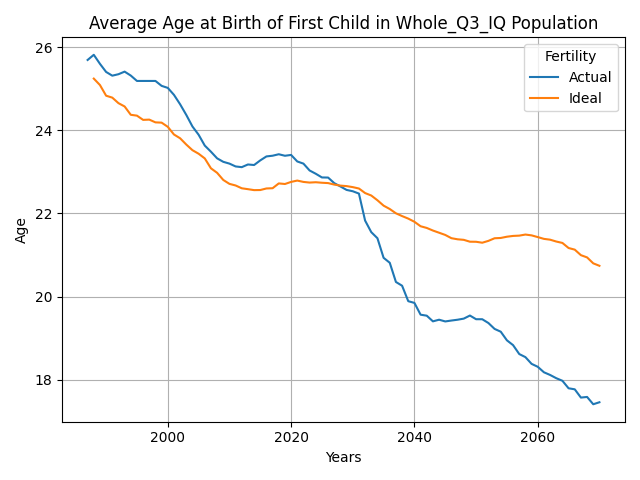 Average Age at Birth of First Child in Whole_Q3_IQ Population
Fertility
Actual
Ideal
Age
26
24
22
20
18
2000
2020
2040
2060
Years